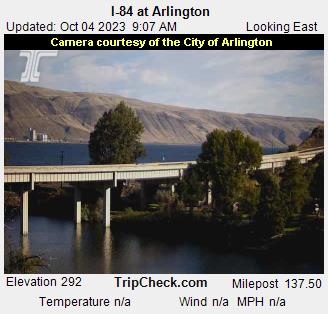 I-84 at Arlington
Updated: Oct 04 2023 9:07 AM Looking East
Camera courtesy of the City of Arlington
Elevation 292 TripCheck.com Milepost 137.50
Temperature n/a Wind n/a MPH n/a